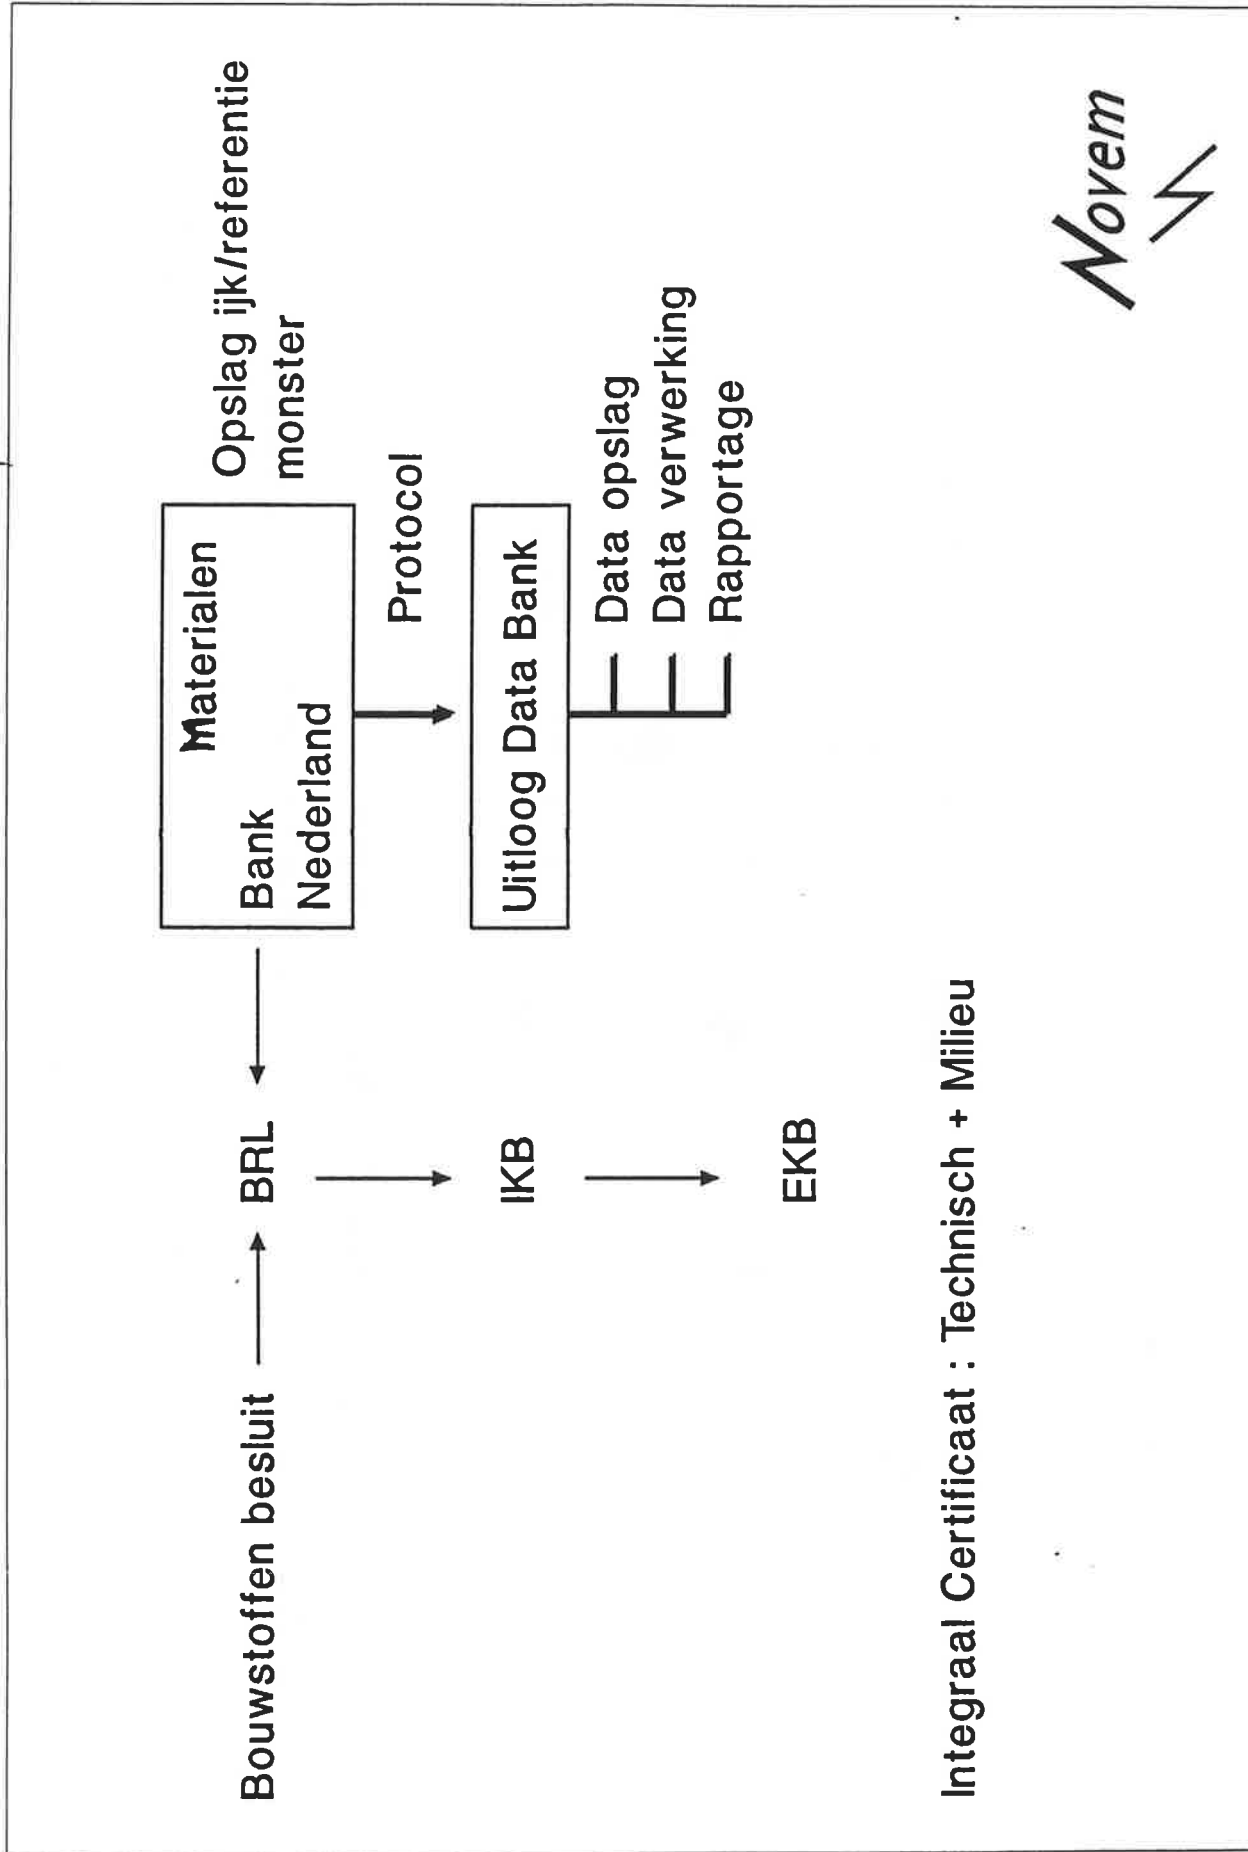 Materialen
Bank
Nederland
Opslag ijk/referentie
monster
Bouwstoffen besluit
BRL
Protocol
IKB
Uitloog Data Bank
EKB
Data opslag
Data verwerking
Rapportage
Integraal Certificaat : Technisch + Milieu
Novem